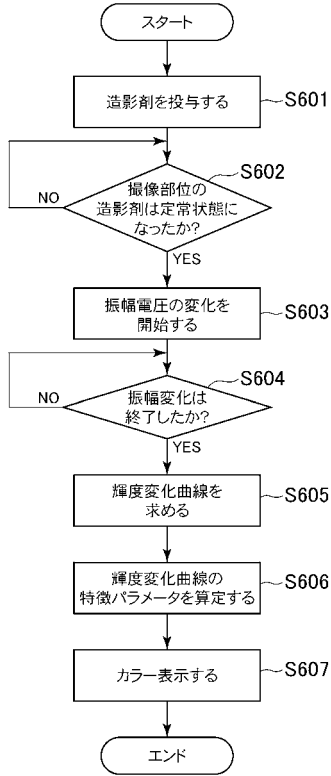 スタート
造影剤を投与する
S601
撮像部位の
造影剤は定常状態に
なったか?
S602
NO
YES
振幅電圧の変化を
開始する
S603
振幅変化は
終了したか?
S604
NO
YES
輝度変化曲線を
求める
S605
輝度変化曲線の
特徴パラメータを算定する
S606
カラー表示する
S607
エンド